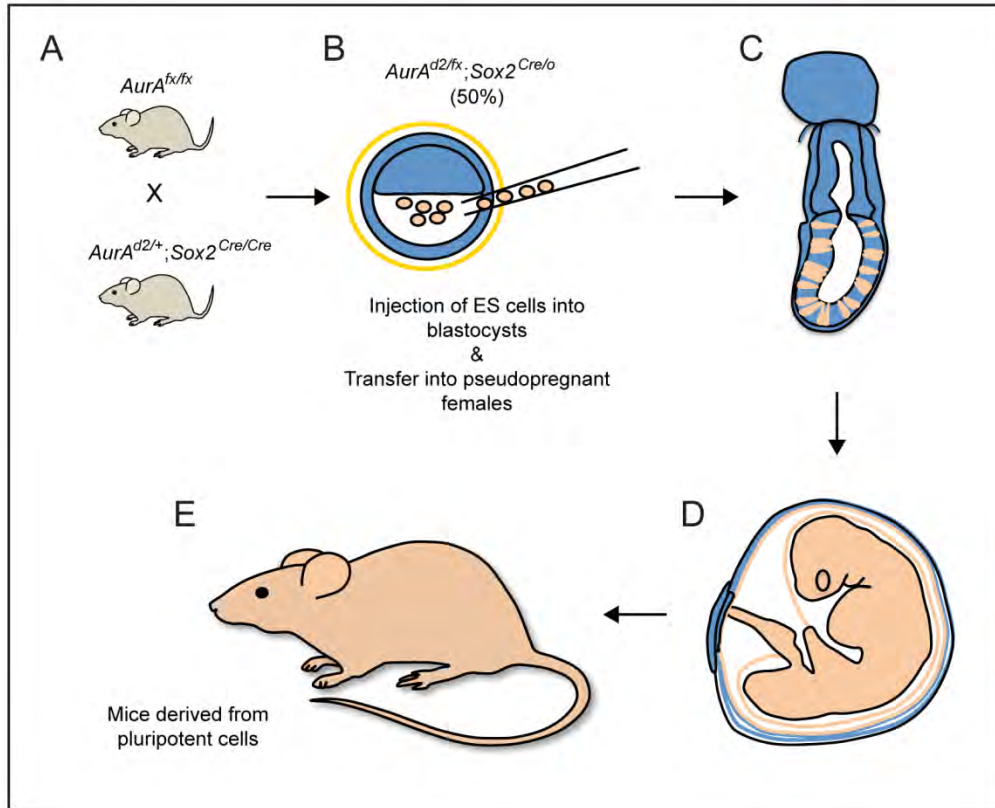 A
AurA^{fx/fx}
X
AurA^{d2/+};Sox2^{Cre/Cre}
B
AurA^{d2/fx};Sox2^{Cre/o}
(50%)
Injection of ES cells into
blastocysts
&
Transfer into pseudopregnant
females
C
D
E
Mice derived from
pluripotent cells